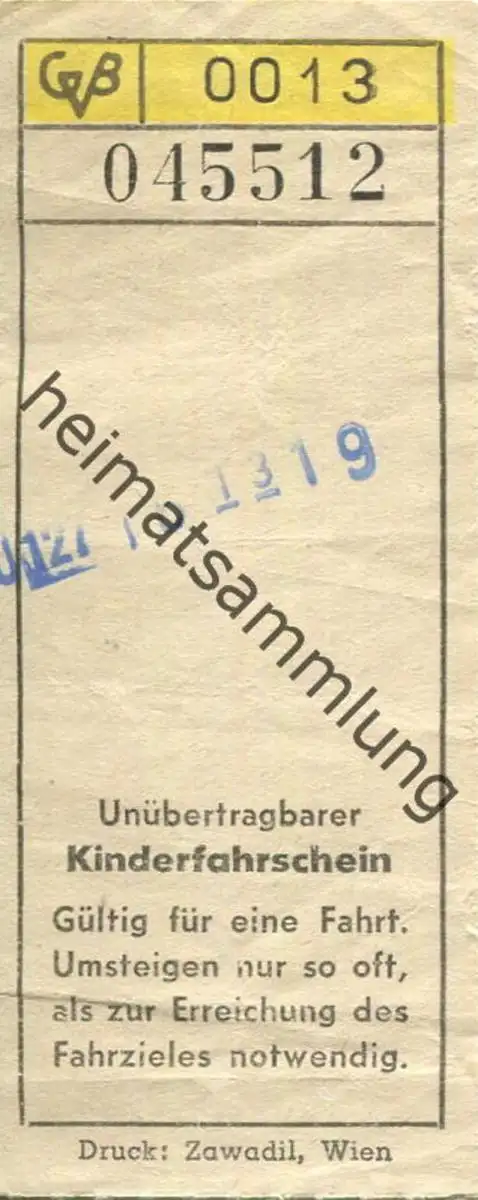 GVB 0013
045512
1319
heimatsammlung
Unübertragbarer
Kinderfahrschein
Gültig für eine Fahrt.
Umsteigen nur so oft,
als zur Erreichung des
Fahrzieles notwendig.
Druck: Zawadil, Wien